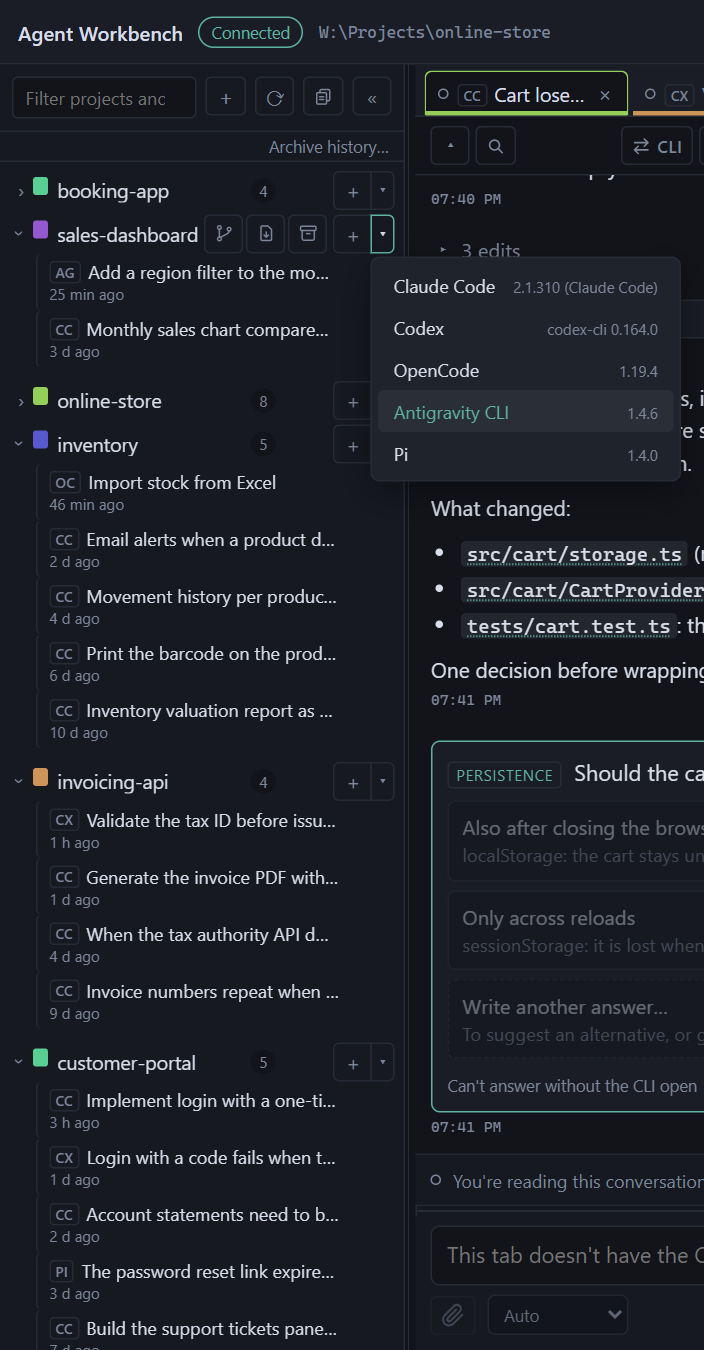 Agent Workbench
Connected
W:\Projects\online-store
Filter projects anc
+
«
Archive history...
CC Cart lose... ×
CX
CLI
07:40 PM
3 edits
booking-app 4 +
sales-dashboard +
AG Add a region filter to the mo...
25 min ago
CC Monthly sales chart compare...
3 d ago
online-store 8 +
inventory 5 +
OC Import stock from Excel
46 min ago
CC Email alerts when a product d...
2 d ago
CC Movement history per produc...
4 d ago
CC Print the barcode on the prod...
6 d ago
CC Inventory valuation report as ...
10 d ago
invoicing-api 4 +
CX Validate the tax ID before issu...
1 h ago
CC Generate the invoice PDF with...
1 d ago
CC When the tax authority API d...
4 d ago
CC Invoice numbers repeat when ...
9 d ago
customer-portal 5 +
CC Implement login with a one-ti...
3 h ago
CX Login with a code fails when t...
1 d ago
CC Account statements need to b...
2 d ago
PI The password reset link expire...
3 d ago
CC Build the support tickets pane...
Claude Code 2.1.310 (Claude Code)
Codex codex-cli 0.164.0
OpenCode 1.19.4
Antigravity CLI 1.4.6
Pi 1.4.0
What changed:
• src/cart/storage.ts
• src/cart/CartProvider
• tests/cart.test.ts: th
One decision before wrapping
07:41 PM
PERSISTENCE Should the ca
Also after closing the brows
localStorage: the cart stays un
Only across reloads
sessionStorage: it is lost when
Write another answer...
To suggest an alternative, or g
Can't answer without the CLI open
07:41 PM
You're reading this conversation
This tab doesn't have the C
Auto